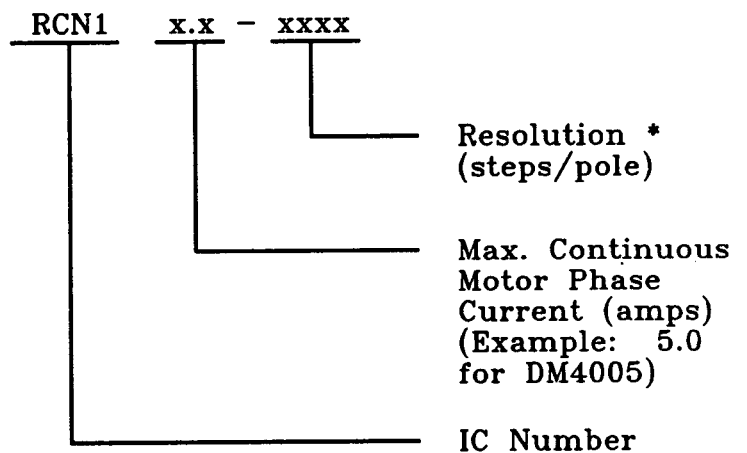 RCN1 x.x - xxxx
Resolution *
(steps/pole)
Max. Continuous
Motor Phase
Current (amps)
(Example: 5.0
for DM4005)
IC Number